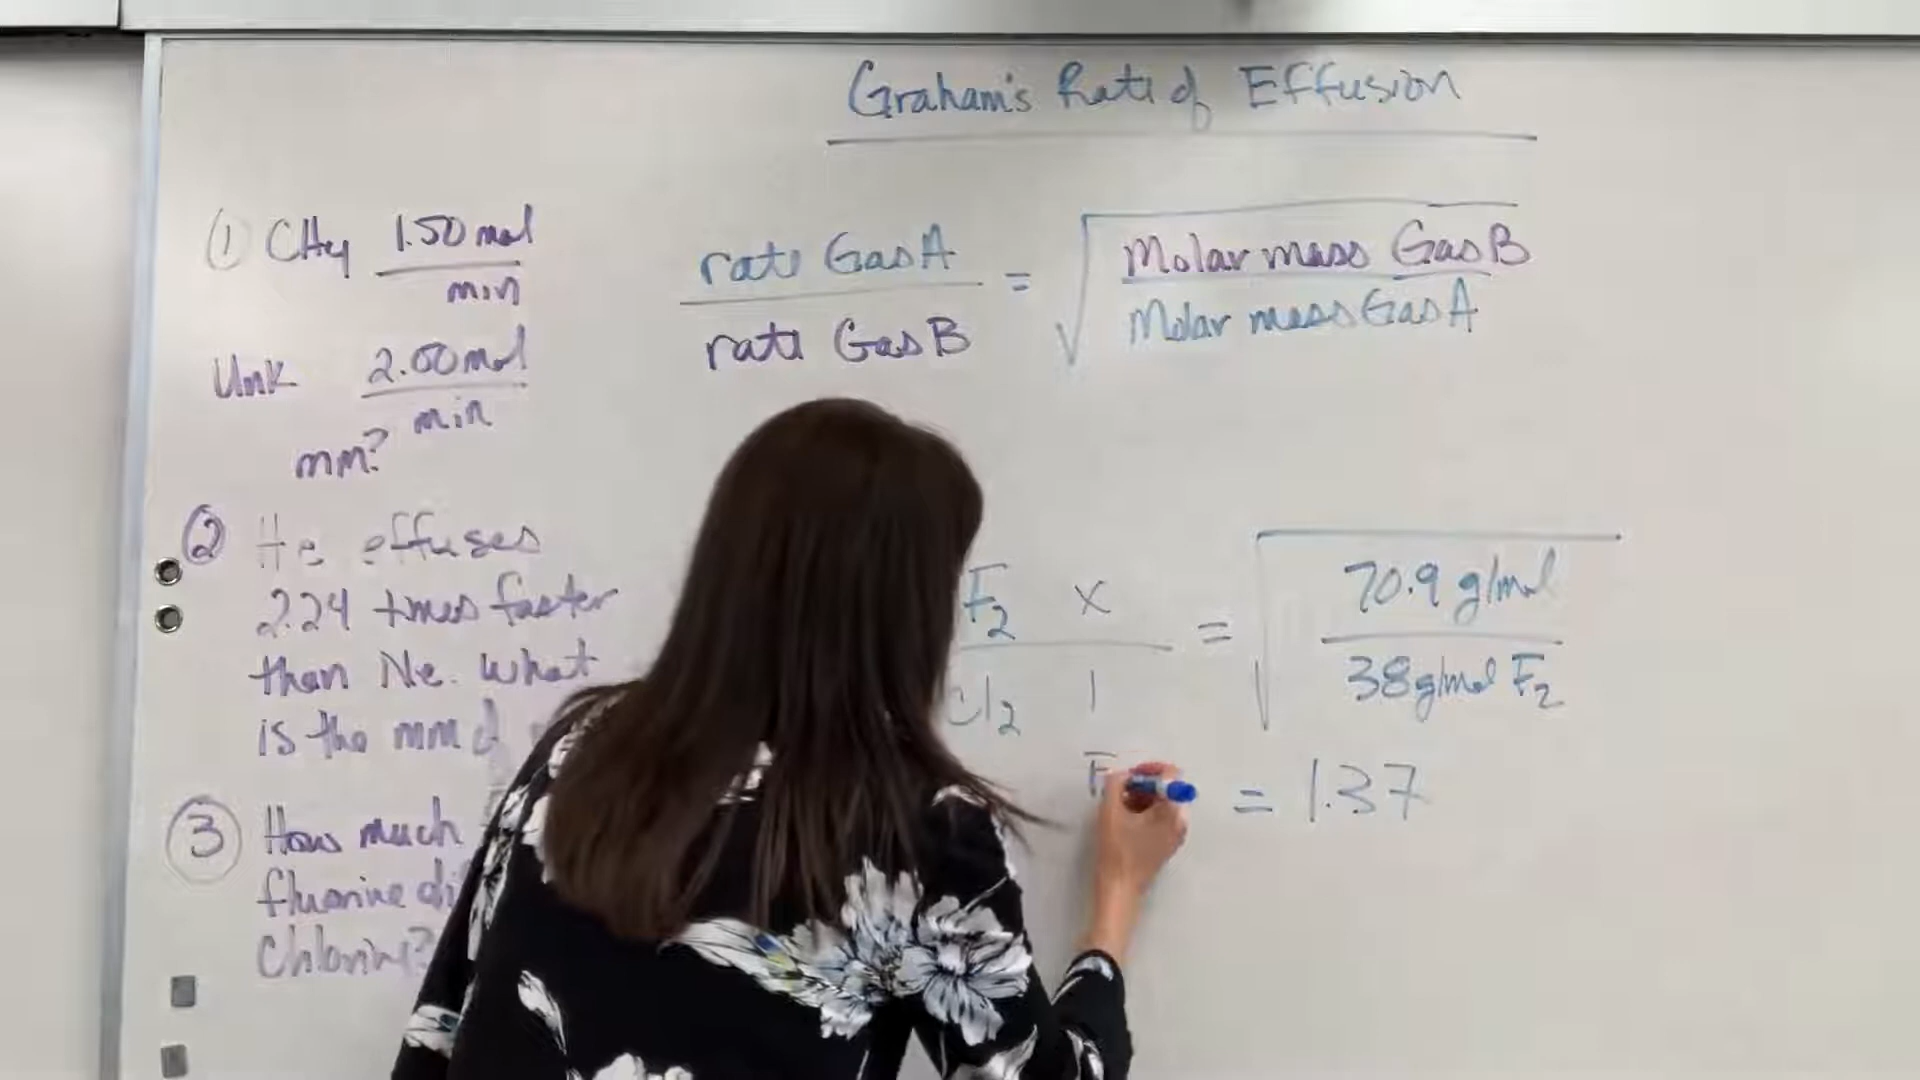 Graham's Rate of Effusion
① CH4 1.50 mol
min
Unk 2.00 mol
min
mm?
rate Gas A
rate Gas B
=
√ Molar mass Gas B
Molar mass Gas A
② He effuses
2.24 times faster
than Ne. What
is the mm of
③ How much
fluorine di
Chlorine?
F2 x
Cl2 1
=
√ 70.9 g/mol
38 g/mol F2
F
= 1.37